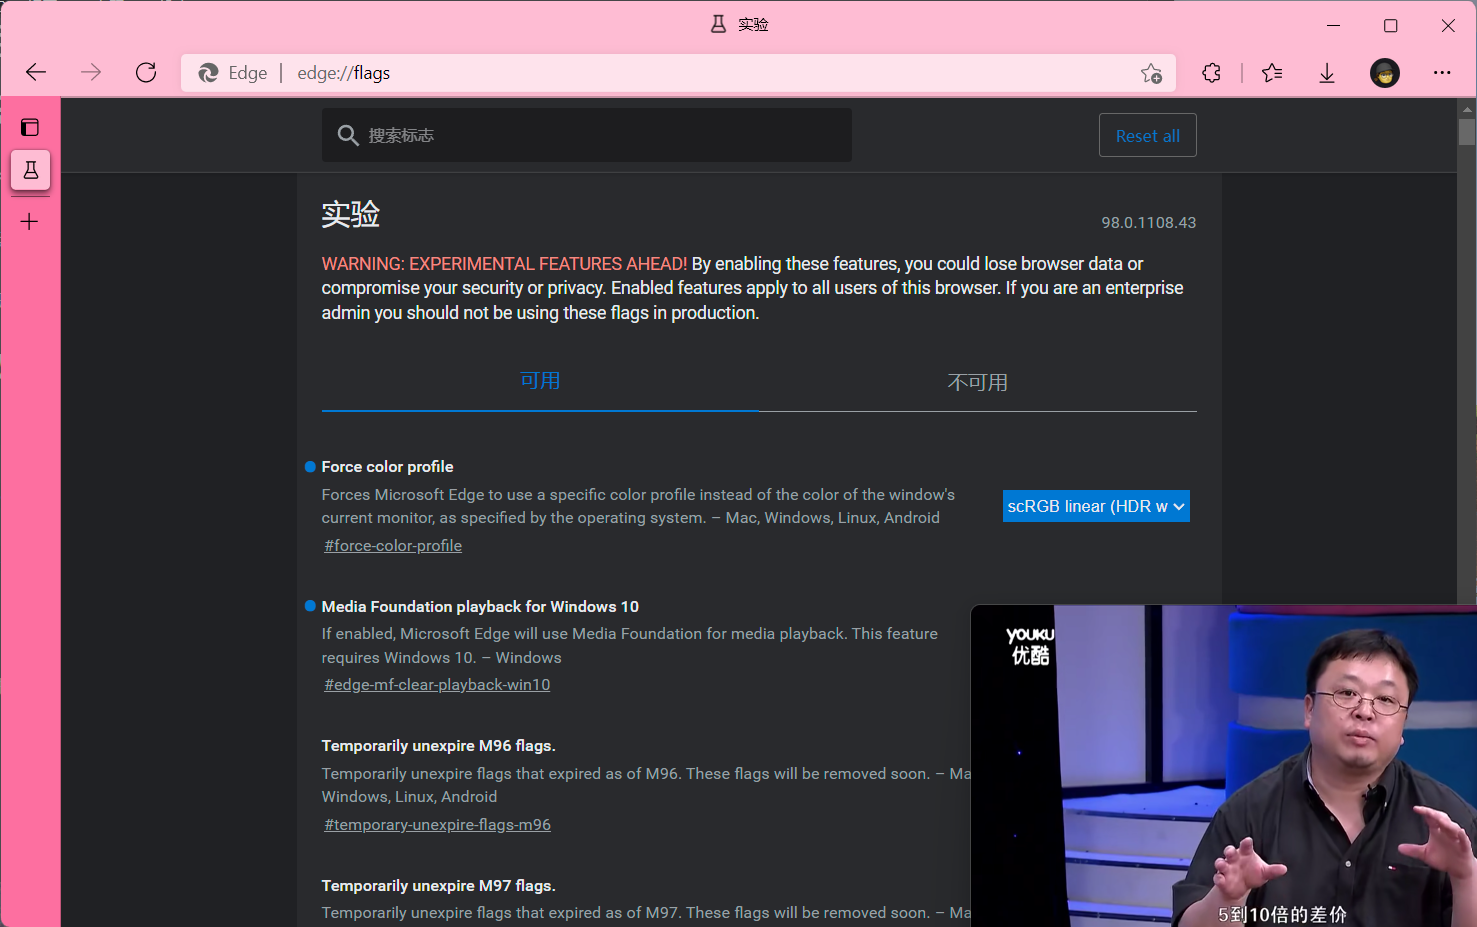 实验
Edge
edge://flags
搜索标志
Reset all
实验
98.0.1108.43
WARNING: EXPERIMENTAL FEATURES AHEAD! By enabling these features, you could lose browser data or
compromise your security or privacy. Enabled features apply to all users of this browser. If you are an enterprise
admin you should not be using these flags in production.
可用
不可用
Force color profile
Forces Microsoft Edge to use a specific color profile instead of the color of the window's
current monitor, as specified by the operating system. – Mac, Windows, Linux, Android
#force-color-profile
scRGB linear (HDR w
Media Foundation playback for Windows 10
If enabled, Microsoft Edge will use Media Foundation for media playback. This feature
requires Windows 10. – Windows
#edge-mf-clear-playback-win10
Temporarily unexpire M96 flags.
Temporarily unexpire flags that expired as of M96. These flags will be removed soon. – Ma
Windows, Linux, Android
#temporary-unexpire-flags-m96
Temporarily unexpire M97 flags.
Temporarily unexpire flags that expired as of M97. These flags will be removed soon. – Ma
YOUKU
优酷
5到10倍的差价